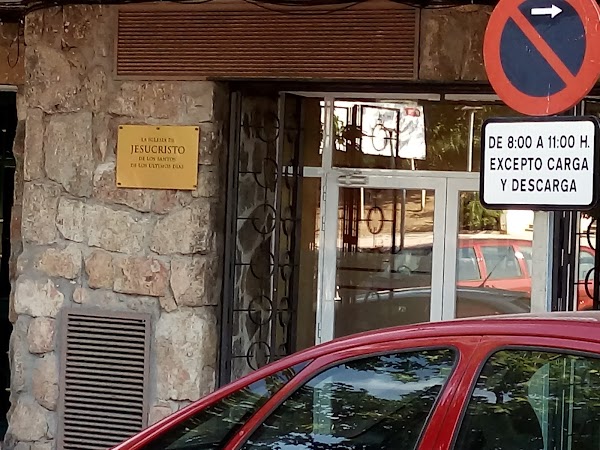 LA IGLESIA DE
JESUCRISTO
DE LOS SANTOS
DE LOS ÚLTIMOS DÍAS
DE 8:00 A 11:00 H.
EXCEPTO CARGA
Y DESCARGA